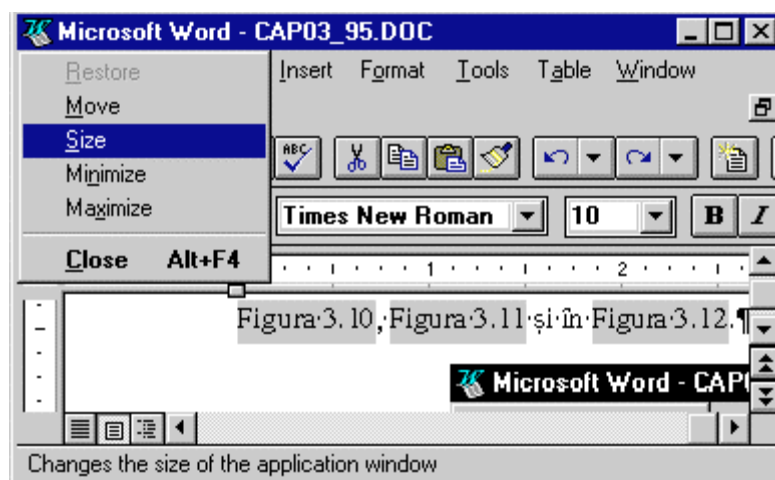 Microsoft Word - CAP03_95.DOC
Restore
Insert Format Tools Table Window
Move
Size
ABC
Minimize
Maximize
Times New Roman 10 B I
Close Alt+F4
1 2
Figura 3.10, Figura 3.11 și în Figura 3.12.¶
Microsoft Word - CAP
Changes the size of the application window